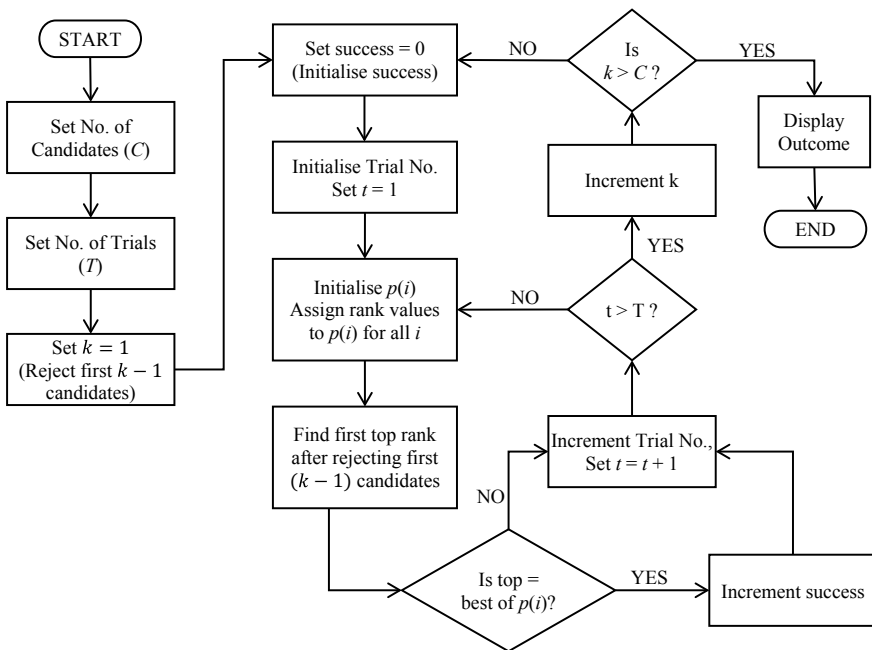 START
Set No. of
Candidates (C)
Set No. of Trials
(T)
Set k = 1
(Reject first k − 1
candidates)
Set success = 0
(Initialise success)
Initialise Trial No.
Set t = 1
Initialise p(i)
Assign rank values
to p(i) for all i
Find first top rank
after rejecting first
(k − 1) candidates
Is top =
best of p(i)?
NO
YES
Increment success
Increment Trial No.,
Set t = t + 1
t > T ?
NO
YES
Increment k
Is
k > C ?
NO
YES
Display
Outcome
END